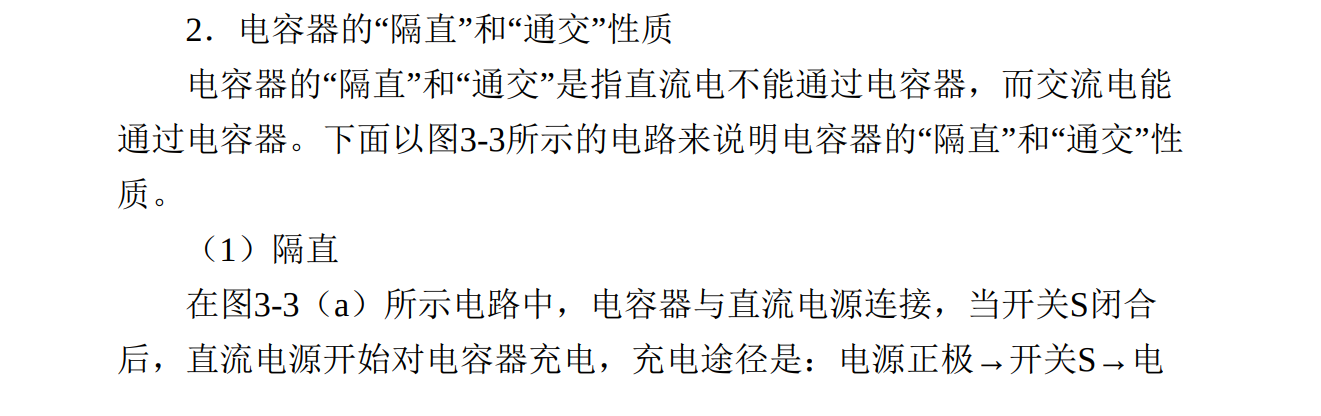 2．电容器的“隔直”和“通交”性质
电容器的“隔直”和“通交”是指直流电不能通过电容器，而交流电能
通过电容器。下面以图3-3所示的电路来说明电容器的“隔直”和“通交”性
质。
（1）隔直
在图3-3（a）所示电路中，电容器与直流电源连接，当开关S闭合
后，直流电源开始对电容器充电，充电途径是：电源正极→开关S→电